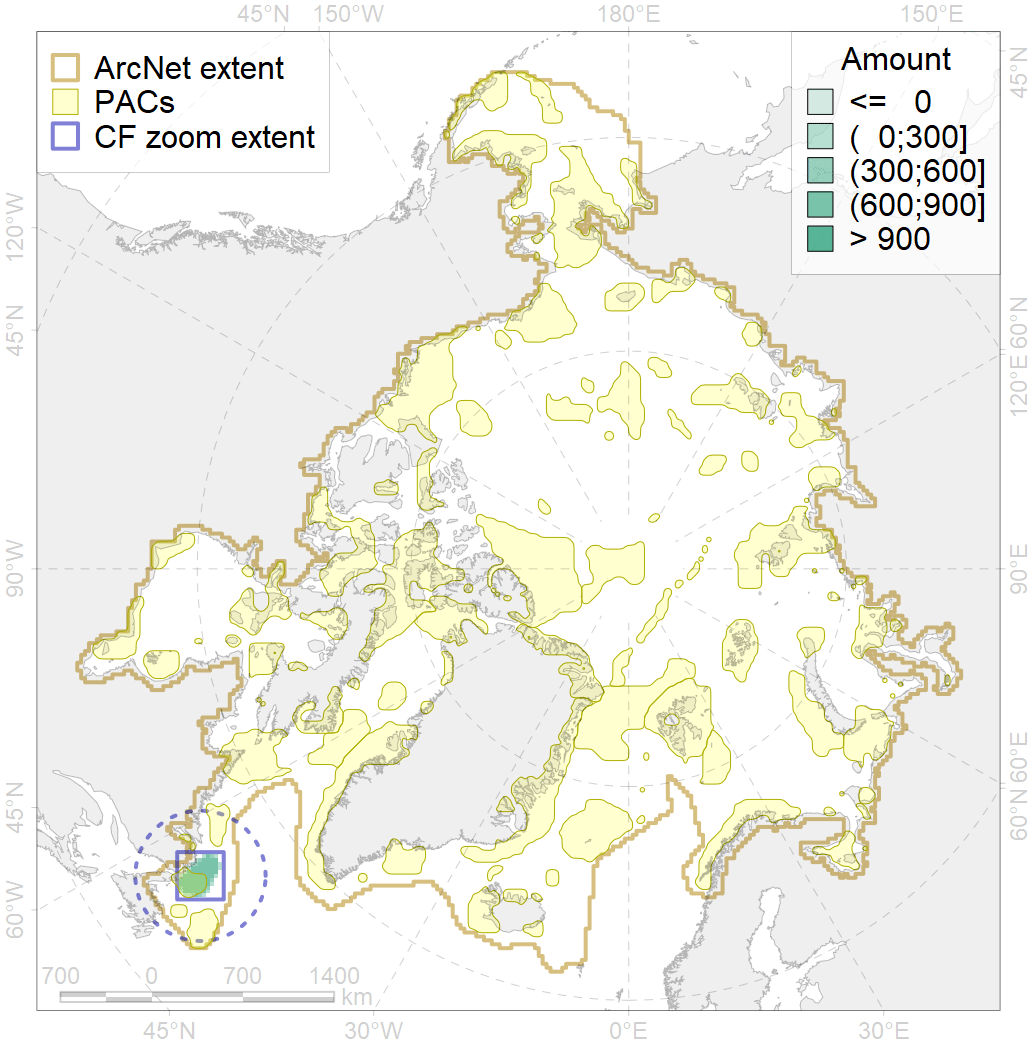 45°N 150°W 180°E 150°E
ArcNet extent
PACs
CF zoom extent
Amount
<= 0
( 0;300]
(300;600]
(600;900]
> 900
45°N
120°W
45°N
60°N
120°E
90°W
90°E
45°N
60°E
60°N
60°W
700 0 700 1400
km
45°N 30°W 0°E 30°E